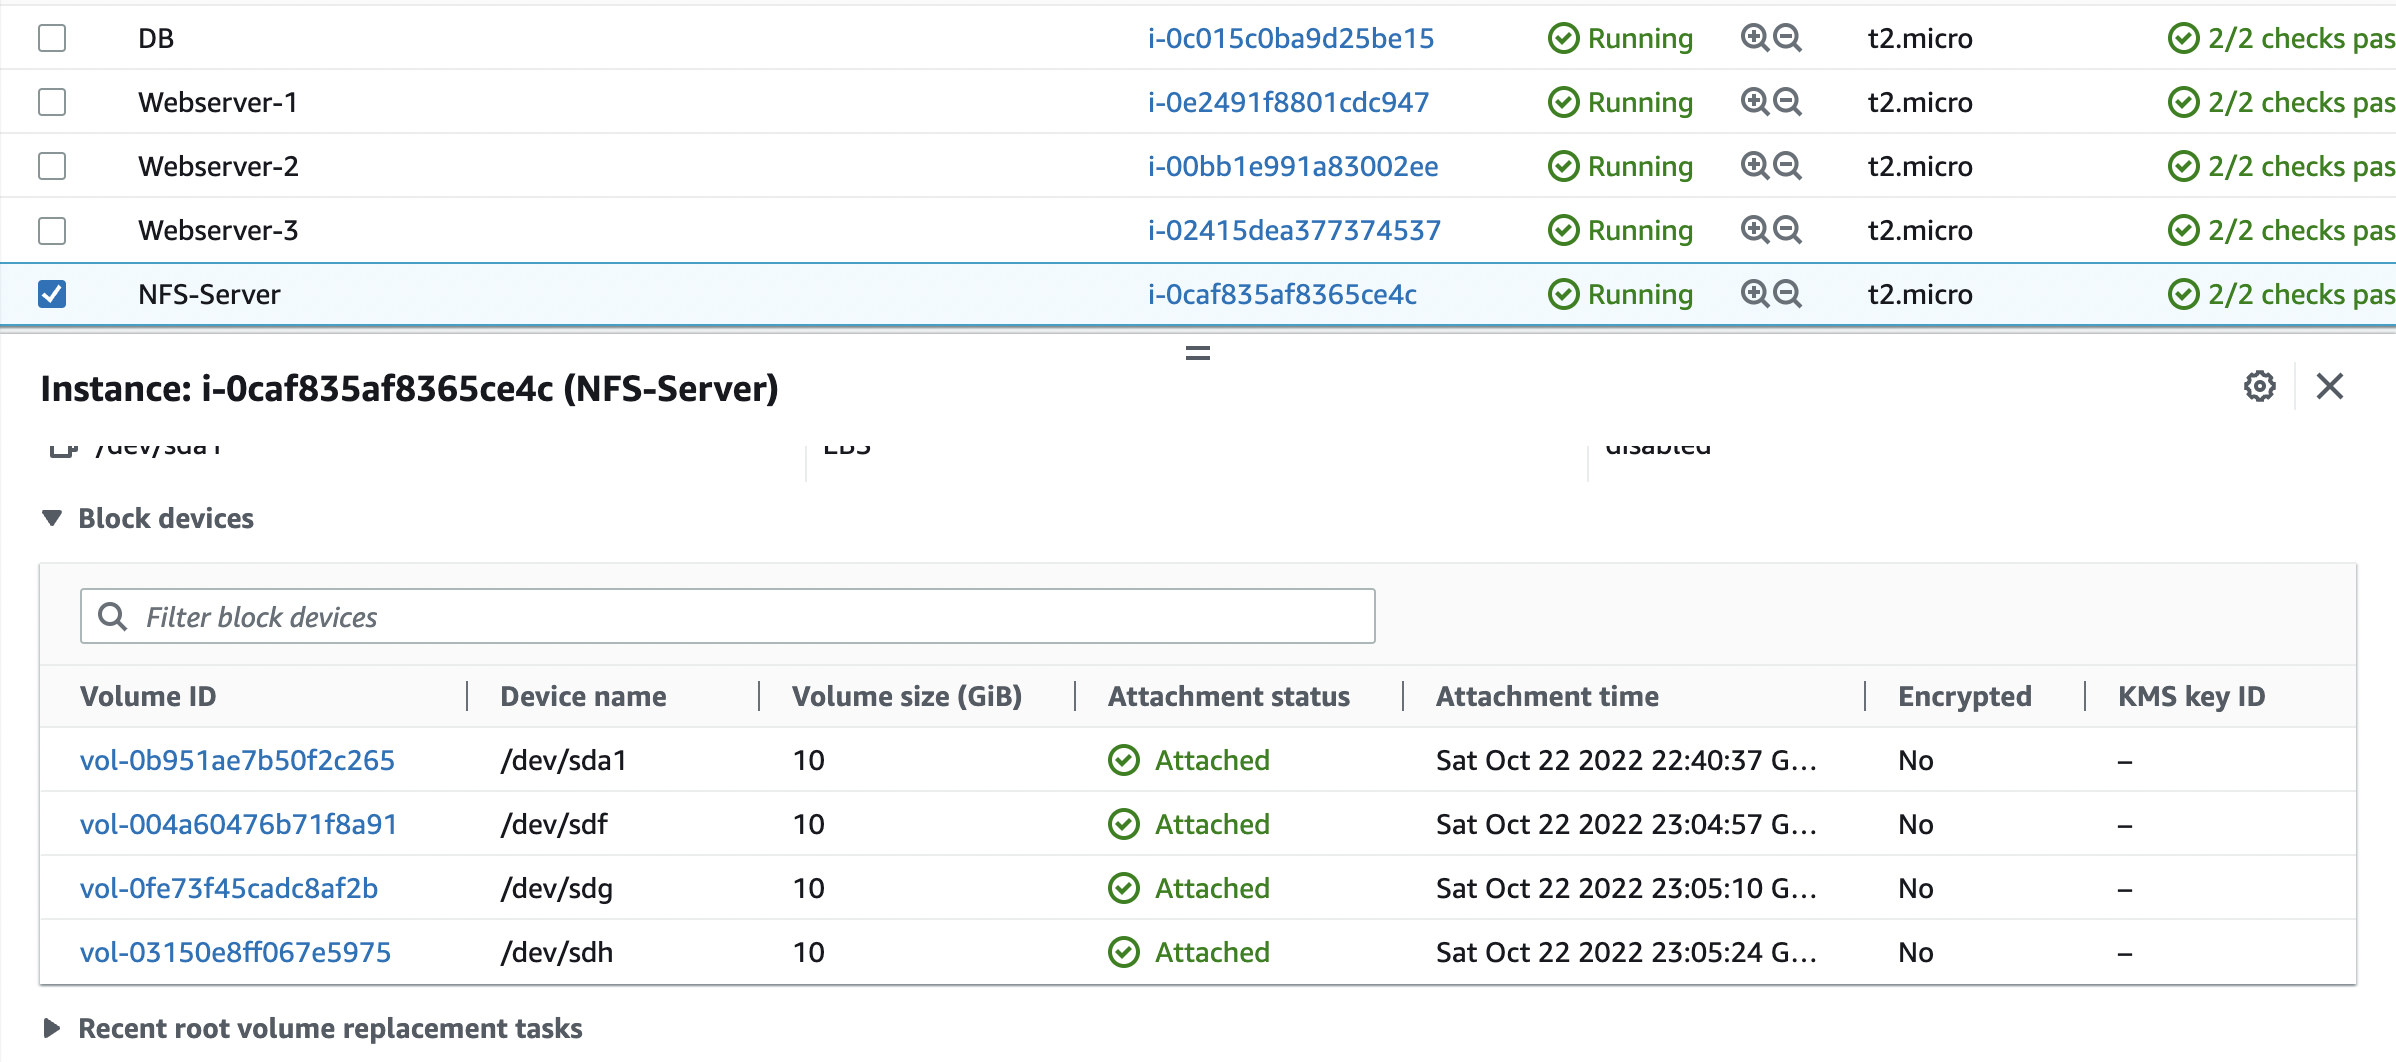 DB i-0c015c0ba9d25be15 Running t2.micro 2/2 checks pas
Webserver-1 i-0e2491f8801cdc947 Running t2.micro 2/2 checks pas
Webserver-2 i-00bb1e991a83002ee Running t2.micro 2/2 checks pas
Webserver-3 i-02415dea377374537 Running t2.micro 2/2 checks pas
NFS-Server i-0caf835af8365ce4c Running t2.micro 2/2 checks pas
Instance: i-0caf835af8365ce4c (NFS-Server)
/dev/sda1 EBS disabled
Block devices
Filter block devices
Volume ID Device name Volume size (GiB) Attachment status Attachment time Encrypted KMS key ID
vol-0b951ae7b50f2c265 /dev/sda1 10 Attached Sat Oct 22 2022 22:40:37 G... No –
vol-004a60476b71f8a91 /dev/sdf 10 Attached Sat Oct 22 2022 23:04:57 G... No –
vol-0fe73f45cadc8af2b /dev/sdg 10 Attached Sat Oct 22 2022 23:05:10 G... No –
vol-03150e8ff067e5975 /dev/sdh 10 Attached Sat Oct 22 2022 23:05:24 G... No –
Recent root volume replacement tasks